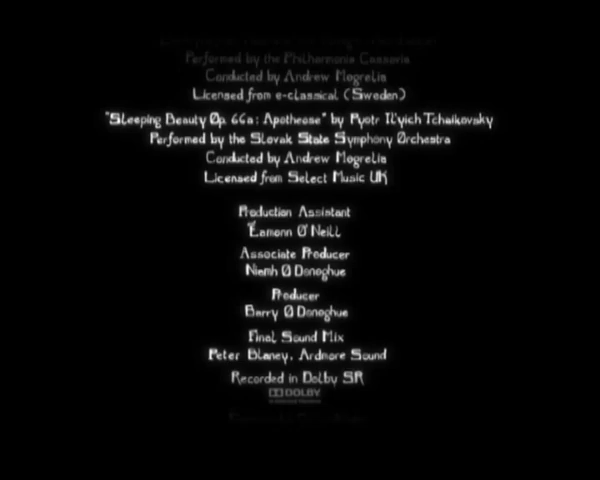 Performed by the Philharmonia Cassovia
Conducted by Andrew Mogrelia
Licensed from e-classical (Sweden)
"Sleeping Beauty Op. 66a: Apotheose" by Pyotr Il'yich Tchaikovsky
Performed by the Slovak State Symphony Orchestra
Conducted by Andrew Mogrelia
Licensed from Select Music UK
Production Assistant
Eamonn O'Neill
Associate Producer
Niamh O Donoghue
Producer
Barry O Donoghue
Final Sound Mix
Peter Blaney, Ardmore Sound
Recorded in Dolby SR
DOLBY